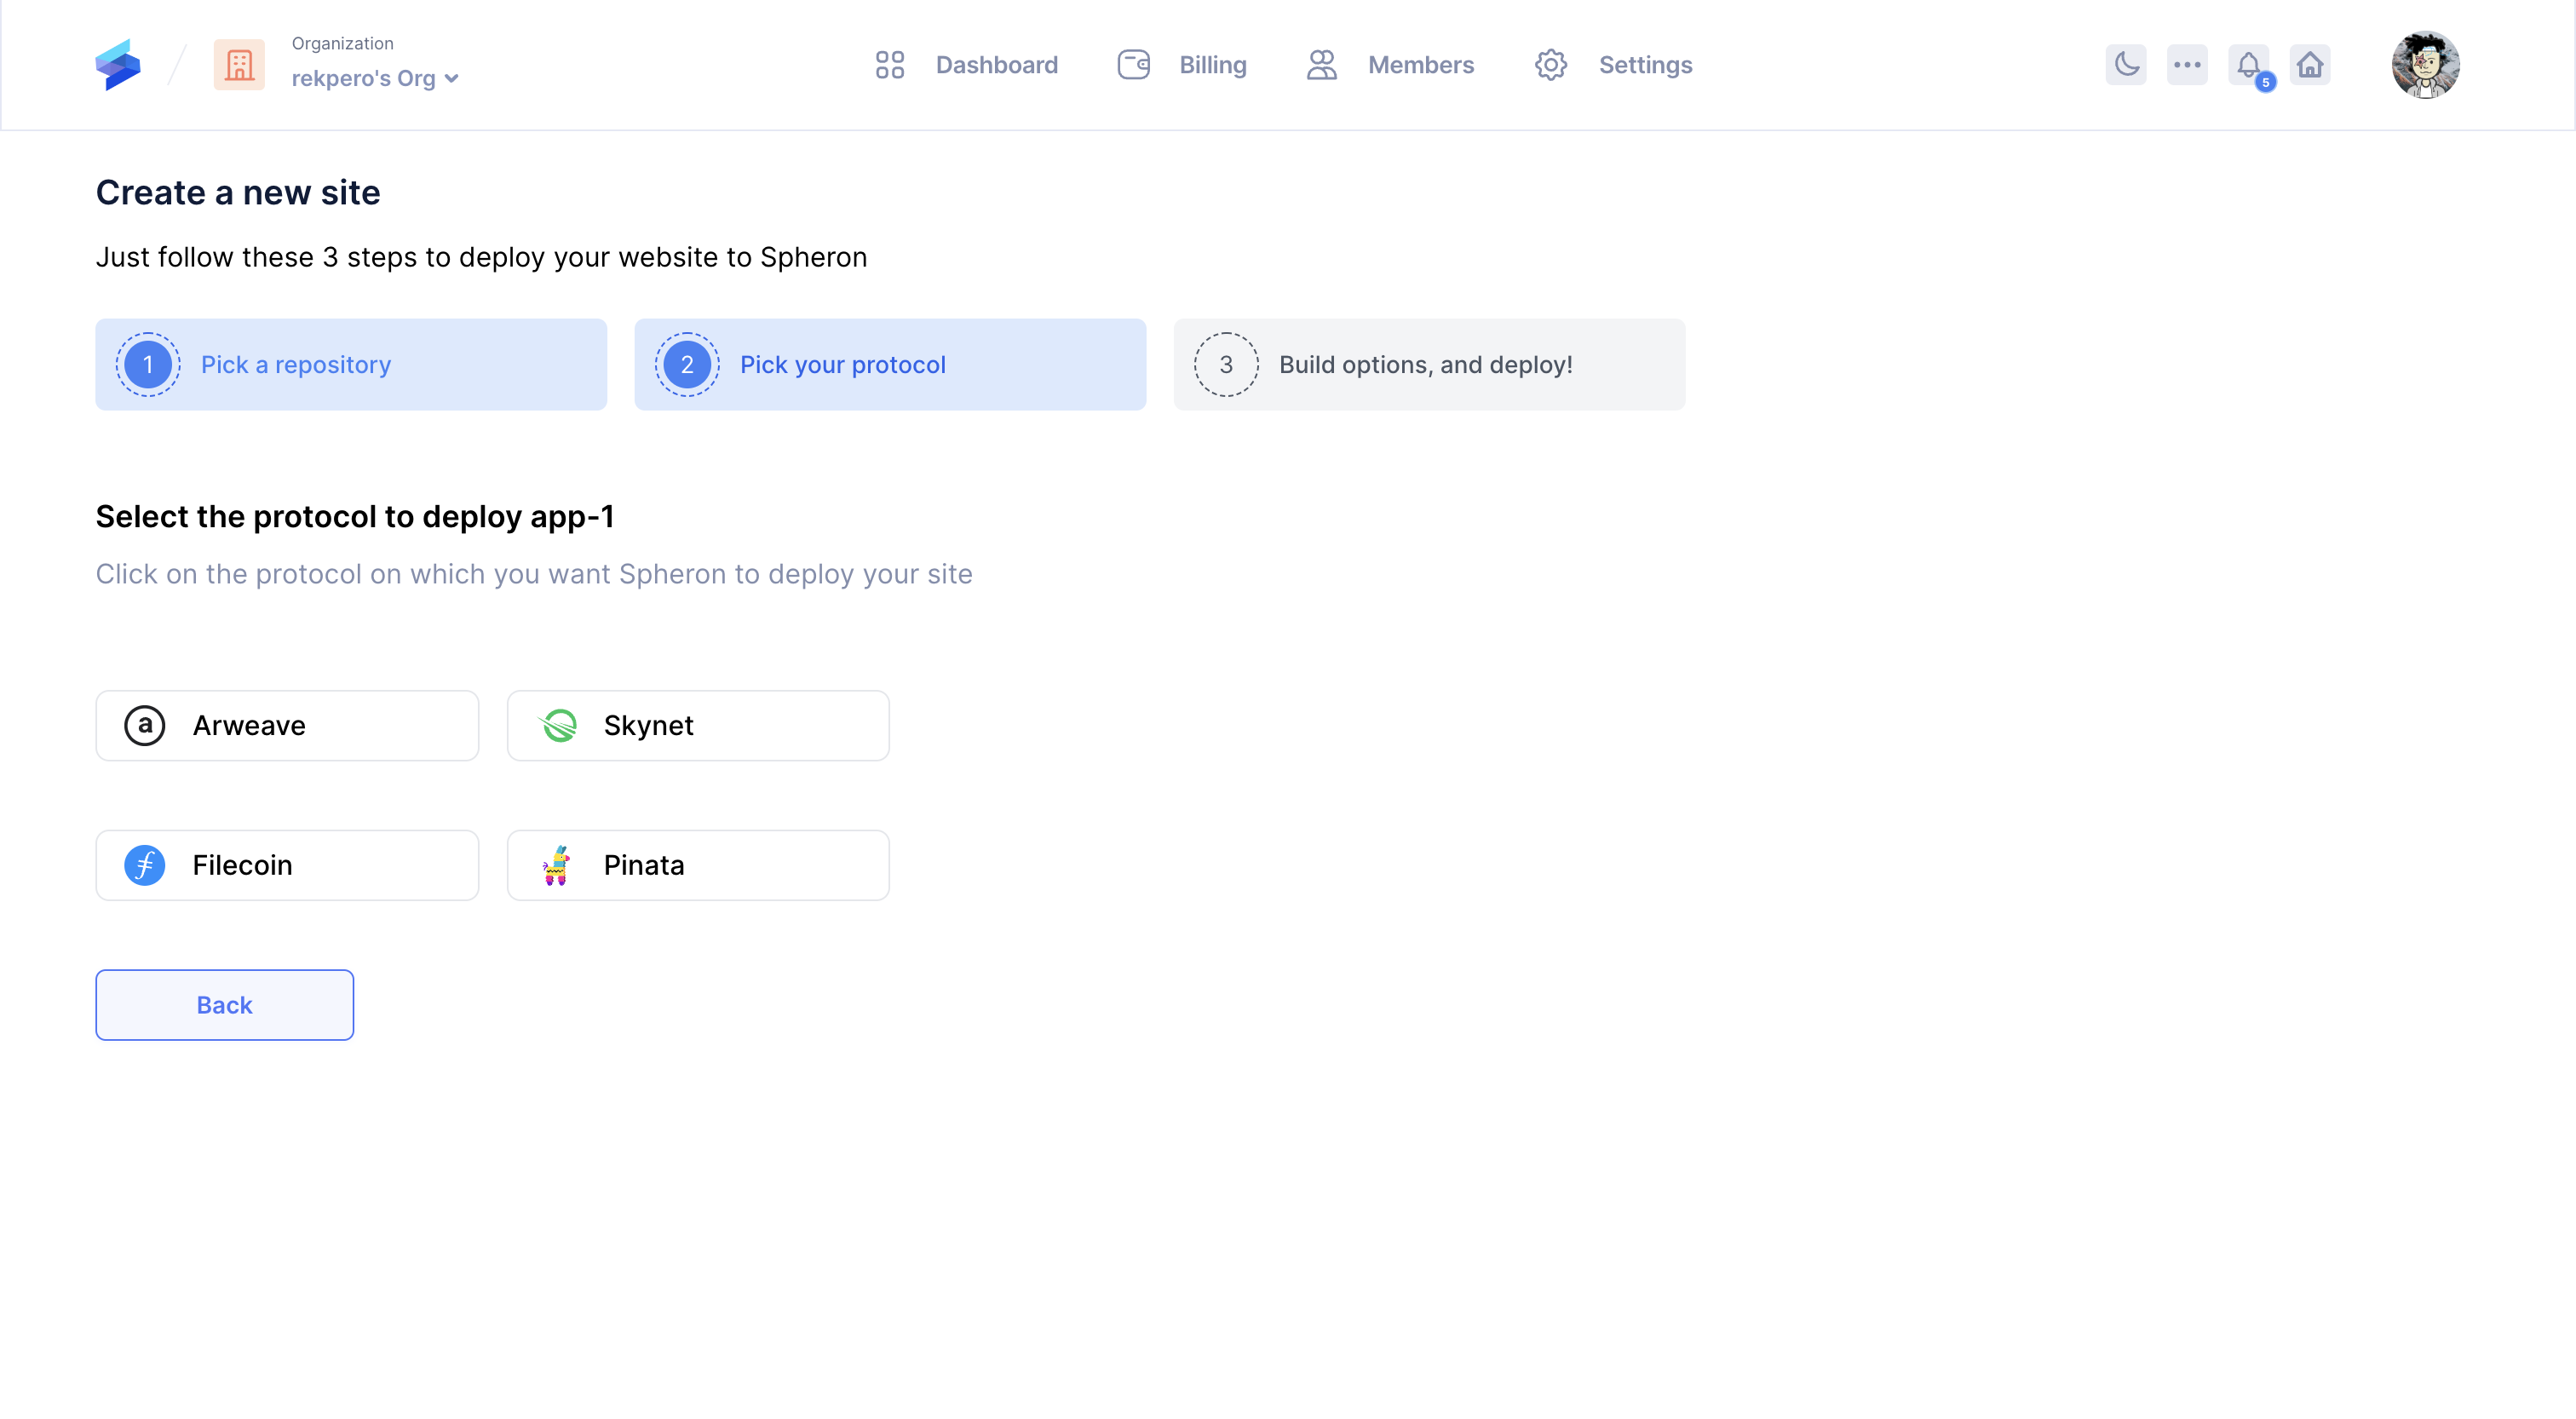 Organization
rekpero's Org
Dashboard
Billing
Members
Settings
5
Create a new site
Just follow these 3 steps to deploy your website to Spheron
1 Pick a repository
2 Pick your protocol
3 Build options, and deploy!
Select the protocol to deploy app-1
Click on the protocol on which you want Spheron to deploy your site
a Arweave
Skynet
Filecoin
Pinata
Back